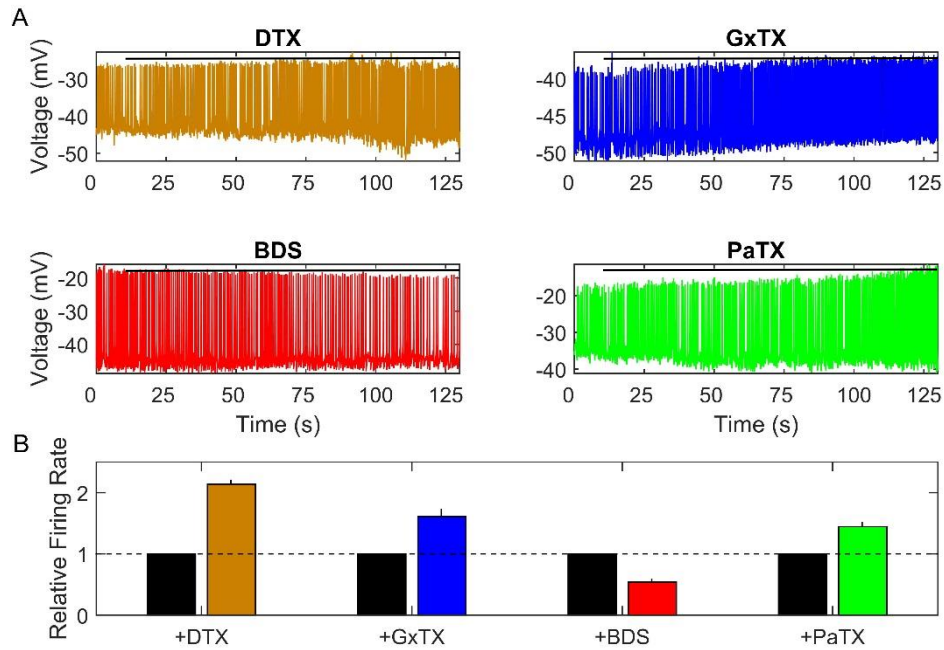 A
DTX
GxTX
Voltage (mV)
-30
-40
-50
0 25 50 75 100 125
-40
-45
-50
0 25 50 75 100 125
BDS
PaTX
Voltage (mV)
-20
-30
-40
0 25 50 75 100 125
Time (s)
-20
-30
-40
0 25 50 75 100 125
Time (s)
B
Relative Firing Rate
2
1
0
+DTX +GxTX +BDS +PaTX